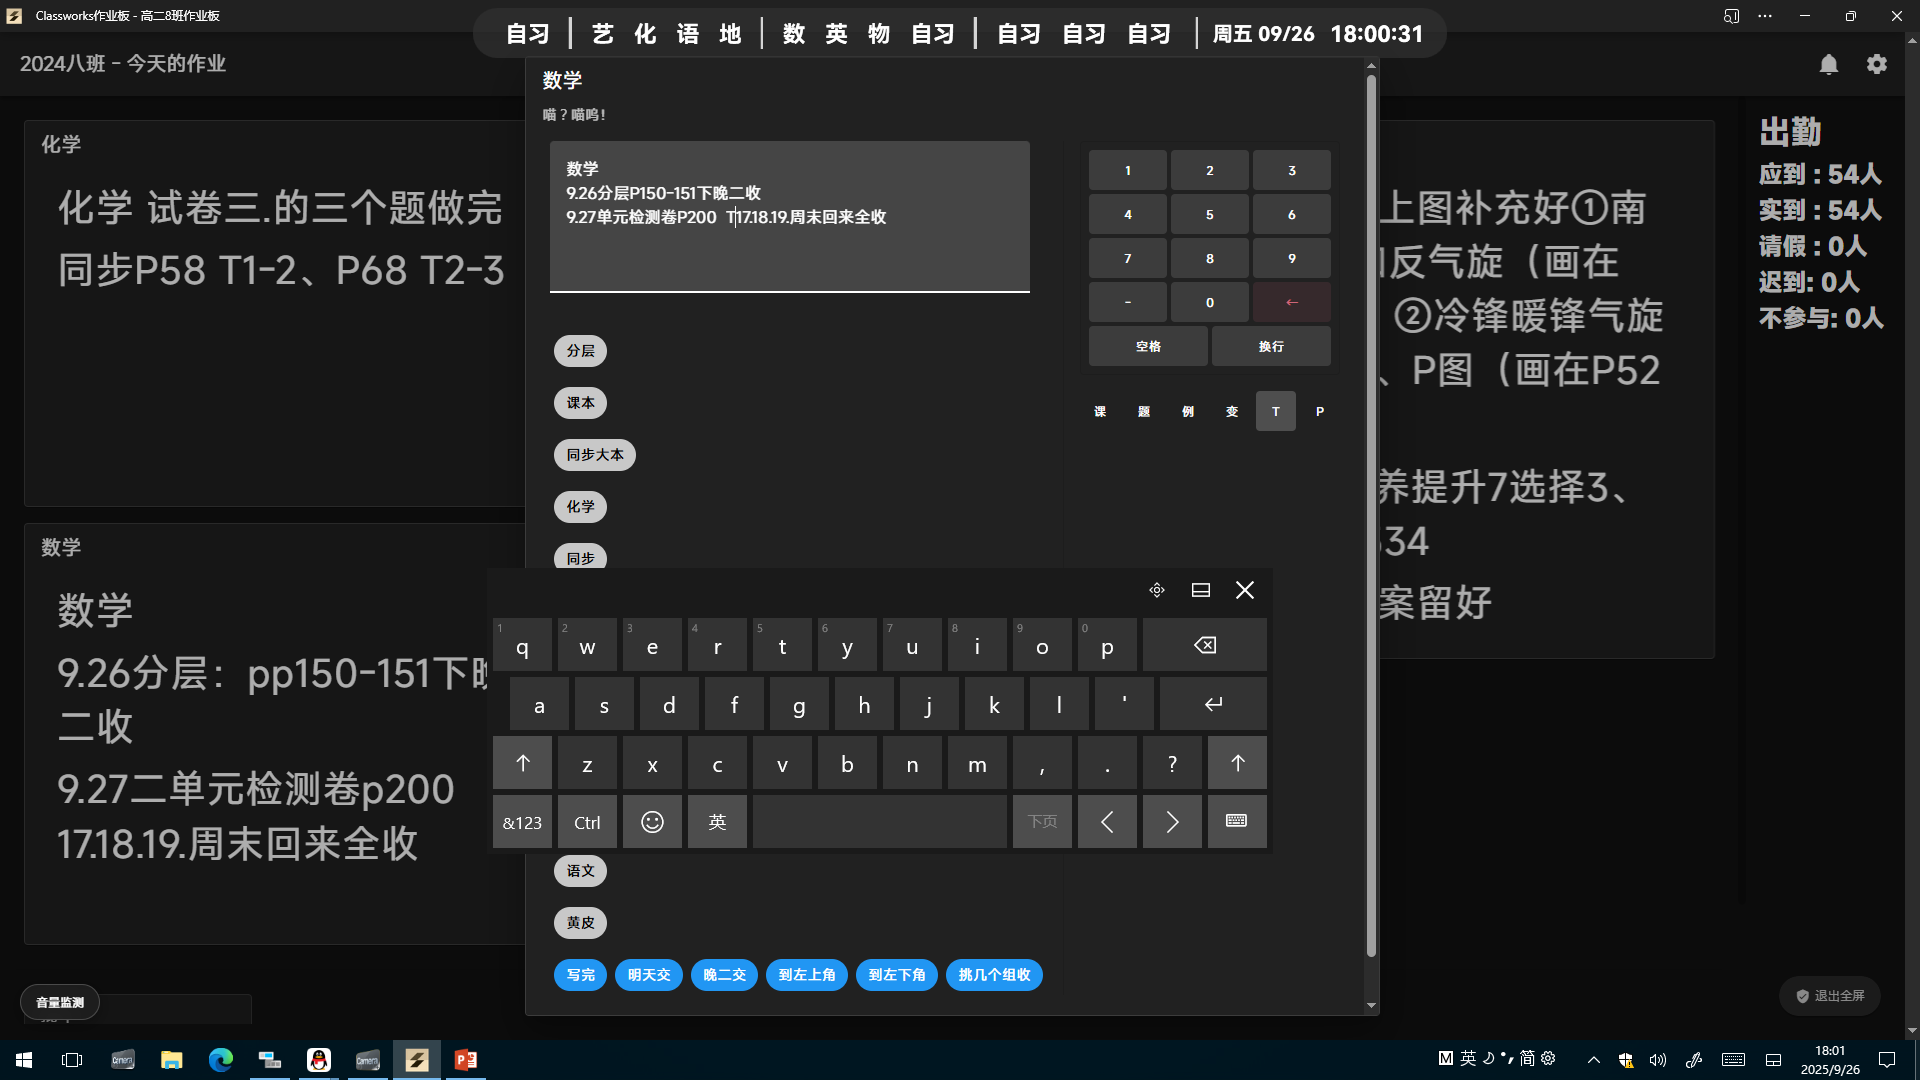 Classworks作业板 - 高二8班作业板
自习 | 艺 化 语 地 | 数 英 物 自习 | 自习 自习 自习 | 周五 09/26 18:00:31
2024八班 - 今天的作业
化学
化学 试卷三.的三个题做完
同步P58 T1-2、P68 T2-3
数学
数学
9.26分层：pp150-151下晚
二收
9.27二单元检测卷p200
17.18.19.周末回来全收
音量监测
数学
喵？喵呜！
数学
9.26分层P150-151下晚二收
9.27单元检测卷P200 T17.18.19.周末回来全收
分层
课本
同步大本
化学
同步
语文
黄皮
写完 明天交 晚二交 到左上角 到左下角 挑几个组收
1 2 3
4 5 6
7 8 9
- 0 ←
空格 换行
课 题 例 变 T P
1 2 3 4 5 6 7 8 9 0
q w e r t y u i o p
a s d f g h j k l '
↑ z x c v b n m , . ? ↑
&123 Ctrl 英 下页
上图补充好①南
反气旋（画在
②冷锋暖锋气旋
、P图（画在P52
养提升7选择3、
34
案留好
出勤
应到：54人
实到：54人
请假：0人
迟到: 0人
不参与: 0人
退出全屏
Camera
Camera
P
M 英 简
18:01
2025/9/26